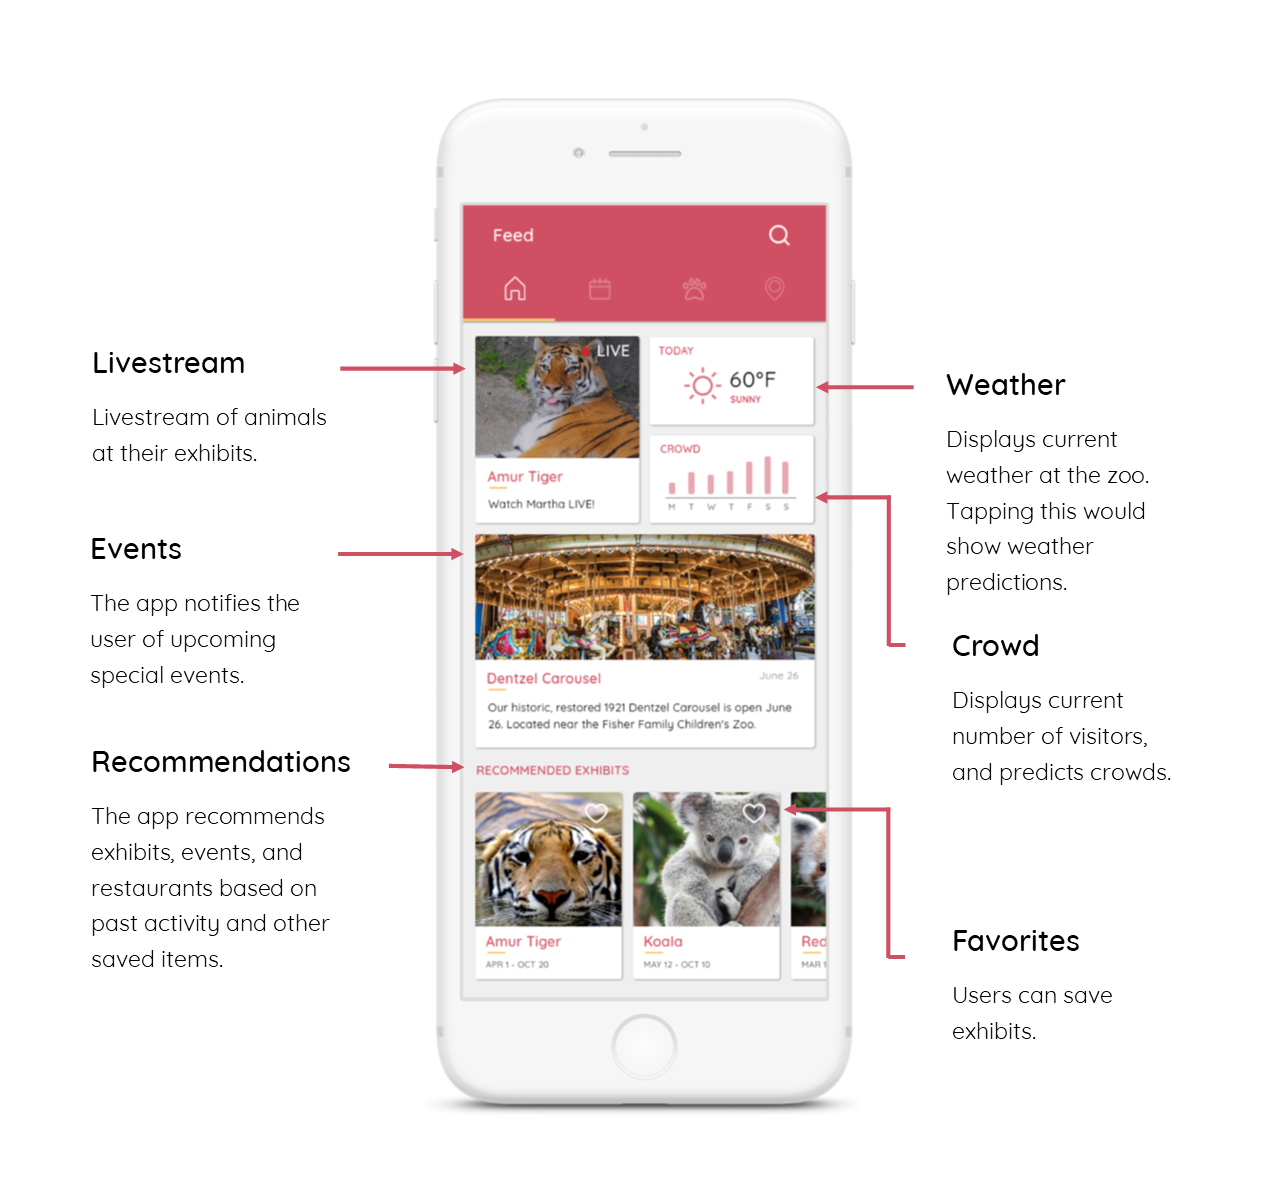 Feed
Livestream
Livestream of animals
at their exhibits.
Events
The app notifies the
user of upcoming
special events.
Recommendations
The app recommends
exhibits, events, and
restaurants based on
past activity and other
saved items.
LIVE
Amur Tiger
Watch Martha LIVE!
TODAY
60°F
SUNNY
CROWD
M T W T F S S
Dentzel Carousel
June 26
Our historic, restored 1921 Dentzel Carousel is open June
26. Located near the Fisher Family Children's Zoo.
RECOMMENDED EXHIBITS
Amur Tiger
APR 1 - OCT 20
Koala
MAY 12 - OCT 10
Red
MAR 1
Weather
Displays current
weather at the zoo.
Tapping this would
show weather
predictions.
Crowd
Displays current
number of visitors,
and predicts crowds.
Favorites
Users can save
exhibits.